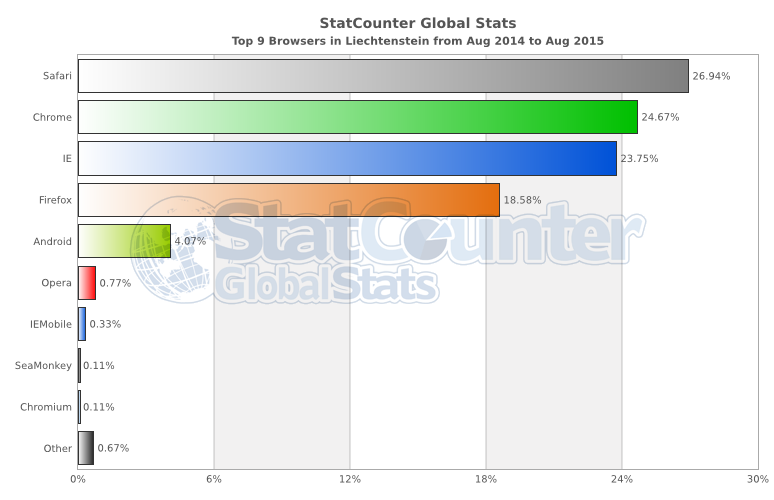 StatCounter Global Stats
Top 9 Browsers in Liechtenstein from Aug 2014 to Aug 2015
Safari 26.94%
Chrome 24.67%
IE 23.75%
Firefox 18.58%
StatCounter
Android 4.07%
GlobalStats
Opera 0.77%
IEMobile 0.33%
SeaMonkey 0.11%
Chromium 0.11%
Other 0.67%
0% 6% 12% 18% 24% 30%